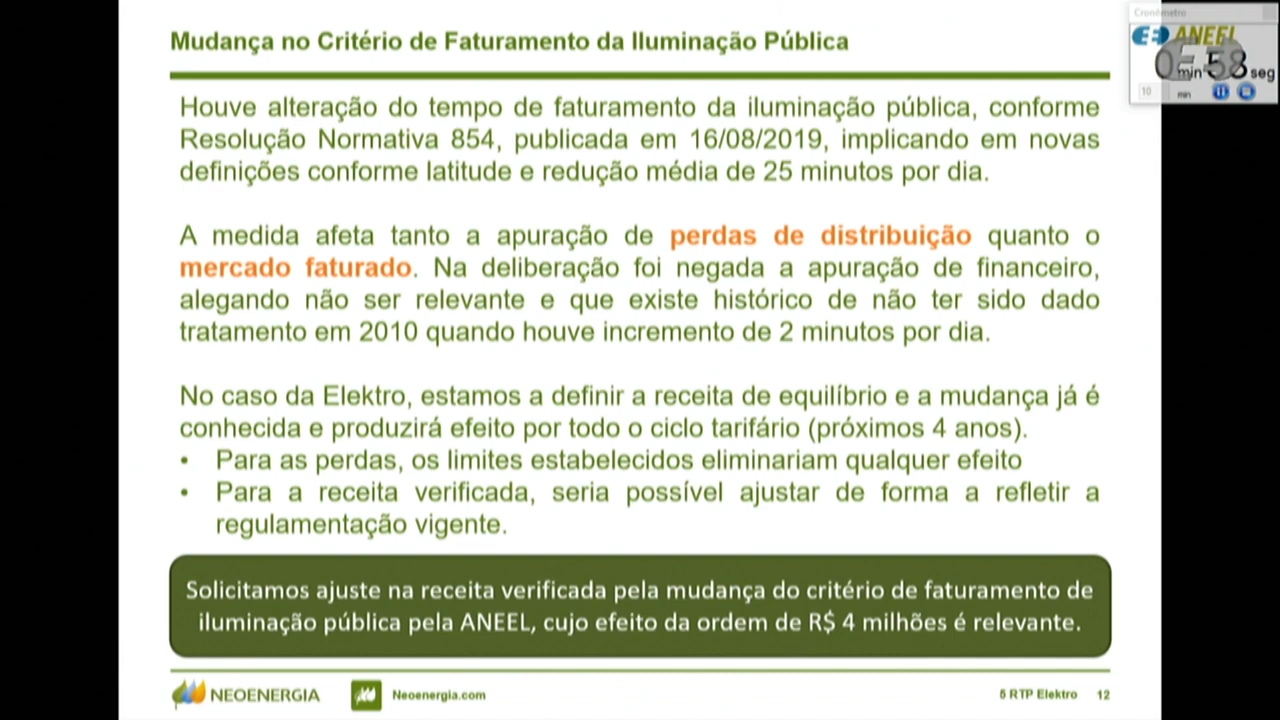 Mudança no Critério de Faturamento da Iluminação Pública
Cronômetro
ANEEL
min 58 seg
10 min
Houve alteração do tempo de faturamento da iluminação pública, conforme
Resolução Normativa 854, publicada em 16/08/2019, implicando em novas
definições conforme latitude e redução média de 25 minutos por dia.
A medida afeta tanto a apuração de perdas de distribuição quanto o
mercado faturado. Na deliberação foi negada a apuração de financeiro,
alegando não ser relevante e que existe histórico de não ter sido dado
tratamento em 2010 quando houve incremento de 2 minutos por dia.
No caso da Elektro, estamos a definir a receita de equilíbrio e a mudança já é
conhecida e produzirá efeito por todo o ciclo tarifário (próximos 4 anos).
• Para as perdas, os limites estabelecidos eliminariam qualquer efeito
• Para a receita verificada, seria possível ajustar de forma a refletir a
regulamentação vigente.
Solicitamos ajuste na receita verificada pela mudança do critério de faturamento de
iluminação pública pela ANEEL, cujo efeito da ordem de R$ 4 milhões é relevante.
NEOENERGIA
Neoenergia.com
5 RTP Elektro 12